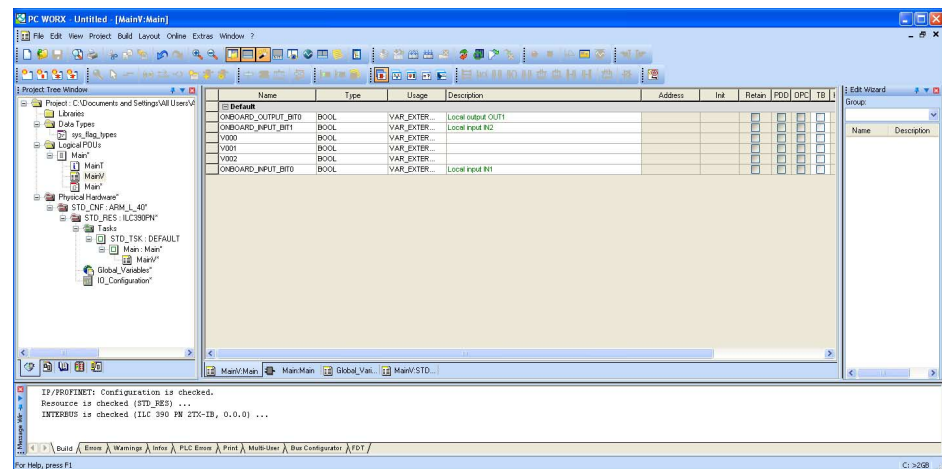 PC WORX - Untitled - [MainV:Main]
File Edit View Project Build Layout Online Extras Window ?
Project Tree Window
Project : C:\Documents and Settings\All Users\
Libraries
Data Types
sys_flag_types
Logical POUs
Main*
MainT
MainV
Main*
Physical Hardware*
STD_CNF : ARM_L_40*
STD_RES : ILC390PN*
Tasks
STD_TSK : DEFAULT
Main : Main*
MainV*
Global_Variables*
IO_Configuration*
Name Type Usage Description Address Init Retain PDD OPC TB
Default
ONBOARD_OUTPUT_BIT0 BOOL VAR_EXTER... Local output OUT1
ONBOARD_INPUT_BIT1 BOOL VAR_EXTER... Local input IN2
V000 BOOL VAR_EXTER...
V001 BOOL VAR_EXTER...
V002 BOOL VAR_EXTER...
ONBOARD_INPUT_BIT0 BOOL VAR_EXTER... Local input IN1
MainV:Main Main:Main Global_Vari... MainV:STD...
Edit Wizard
Group:
Name Description
IP/PROFINET: Configuration is checked.
Resource is checked (STD_RES) ...
INTERBUS is checked (ILC 390 PN 2TX-IB, 0.0.0) ...
Message Wi
Build Errors Warnings Infos PLC Errors Print Multi-User Bus Configurator FDT
For Help, press F1
C: >2GB